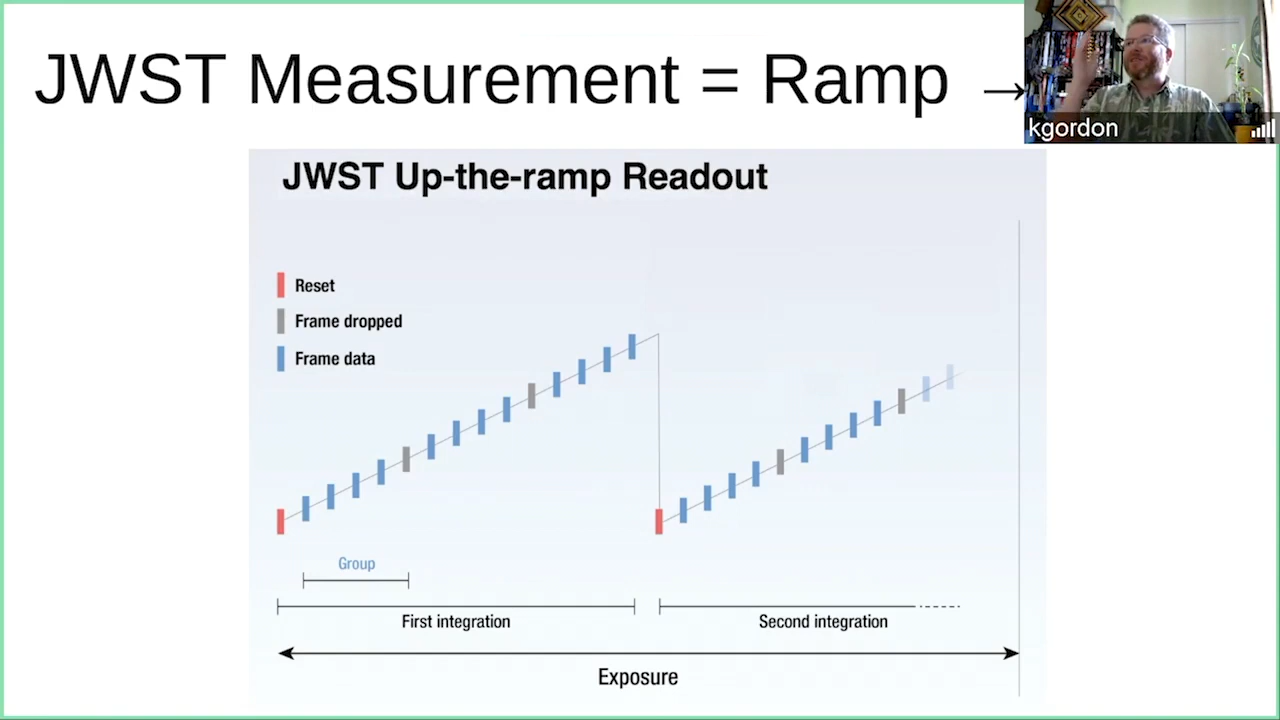 JWST Measurement = Ramp →
kgordon
JWST Up-the-ramp Readout
Reset
Frame dropped
Frame data
Group
First integration
Second integration
Exposure